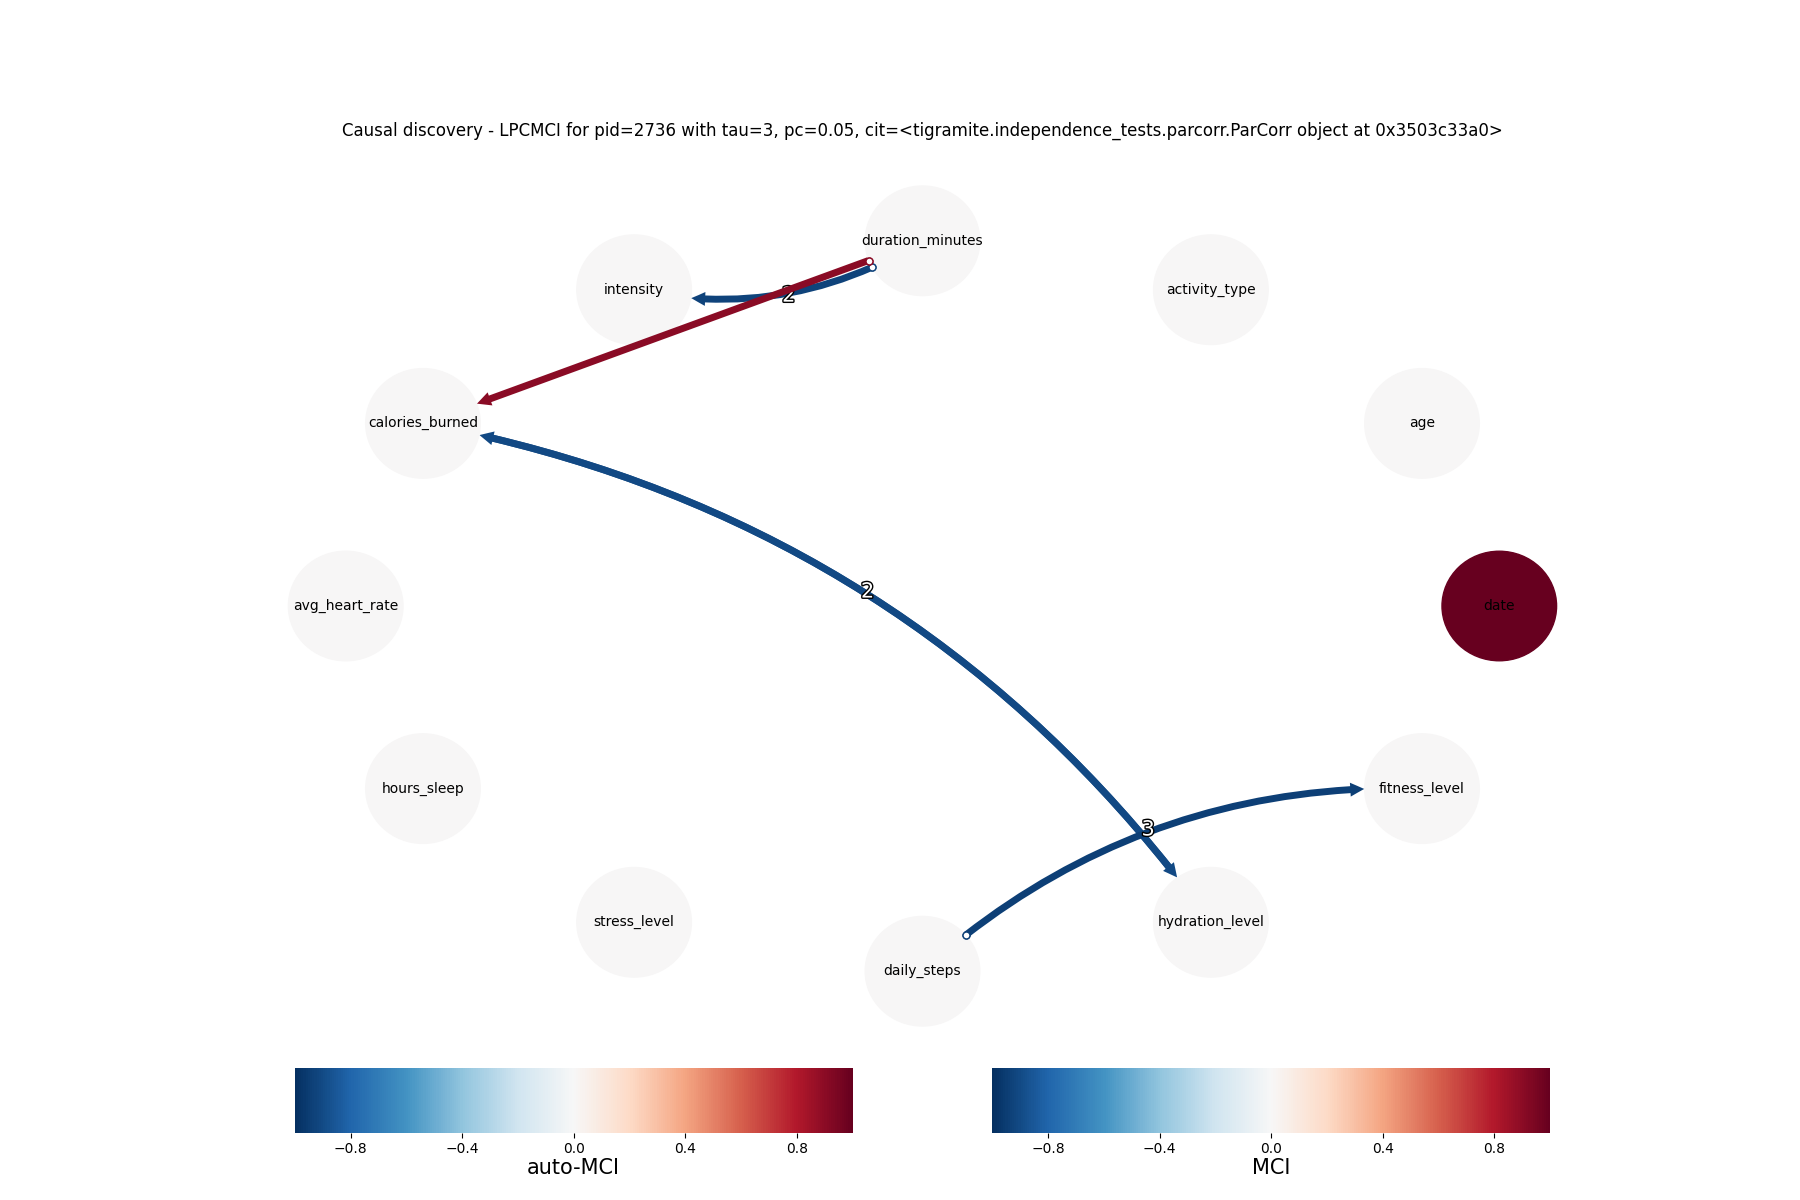 Causal discovery - LPCMCI for pid=2736 with tau=3, pc=0.05, cit=<tigramite.independence_tests.parcorr.ParCorr object at 0x3503c33a0>
duration_minutes
intensity
activity_type
2
calories_burned
age
2
avg_heart_rate
date
hours_sleep
fitness_level
3
stress_level
hydration_level
daily_steps
−0.8 −0.4 0.0 0.4 0.8
auto-MCI
−0.8 −0.4 0.0 0.4 0.8
MCI